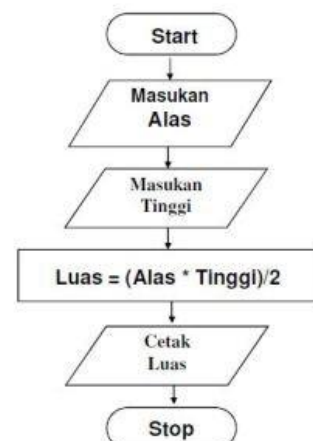 Start
Masukan
Alas
Masukan
Tinggi
Luas = (Alas * Tinggi)/2
Cetak
Luas
Stop